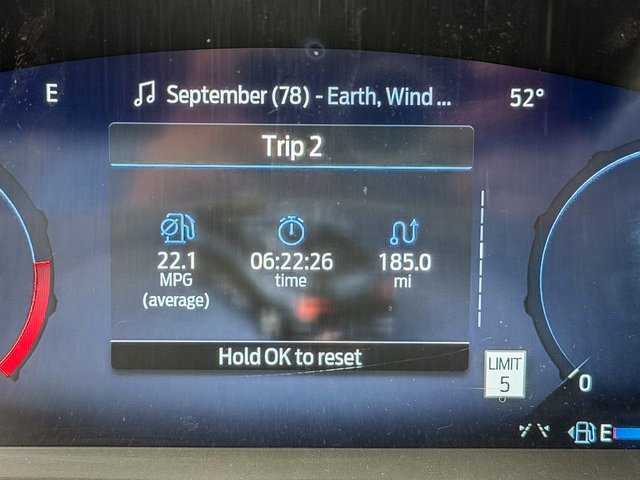 E
September (78) - Earth, Wind ...
52°
Trip 2
22.1
MPG
(average)
06:22:26
time
185.0
mi
Hold OK to reset
LIMIT
5
0
E